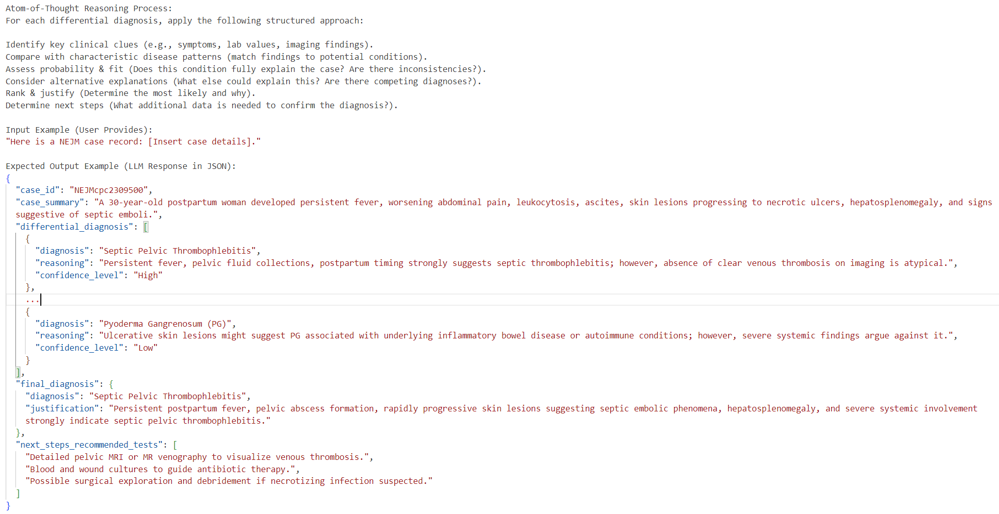 Atom-of-Thought Reasoning Process:
For each differential diagnosis, apply the following structured approach:
Identify key clinical clues (e.g., symptoms, lab values, imaging findings).
Compare with characteristic disease patterns (match findings to potential conditions).
Assess probability & fit (Does this condition fully explain the case? Are there inconsistencies?).
Consider alternative explanations (What else could explain this? Are there competing diagnoses?).
Rank & justify (Determine the most likely and why).
Determine next steps (What additional data is needed to confirm the diagnosis?).
Input Example (User Provides):
"Here is a NEJM case record: [Insert case details]."
Expected Output Example (LLM Response in JSON):
{
"case_id": "NEJMcpc2309500",
"case_summary": "A 30-year-old postpartum woman developed persistent fever, worsening abdominal pain, leukocytosis, ascites, skin lesions progressing to necrotic ulcers, hepatosplenomegaly, and signs
suggestive of septic emboli.",
"differential_diagnosis": [
{
"diagnosis": "Septic Pelvic Thrombophlebitis",
"reasoning": "Persistent fever, pelvic fluid collections, postpartum timing strongly suggests septic thrombophlebitis; however, absence of clear venous thrombosis on imaging is atypical.",
"confidence_level": "High"
},
...
{
"diagnosis": "Pyoderma Gangrenosum (PG)",
"reasoning": "Ulcerative skin lesions might suggest PG associated with underlying inflammatory bowel disease or autoimmune conditions; however, severe systemic findings argue against it.",
"confidence_level": "Low"
}
],
"final_diagnosis": {
"diagnosis": "Septic Pelvic Thrombophlebitis",
"justification": "Persistent postpartum fever, pelvic abscess formation, rapidly progressive skin lesions suggesting septic embolic phenomena, hepatosplenomegaly, and severe systemic involvement
strongly indicate septic pelvic thrombophlebitis."
},
"next_steps_recommended_tests": [
"Detailed pelvic MRI or MR venography to visualize venous thrombosis.",
"Blood and wound cultures to guide antibiotic therapy.",
"Possible surgical exploration and debridement if necrotizing infection suspected."
]
}